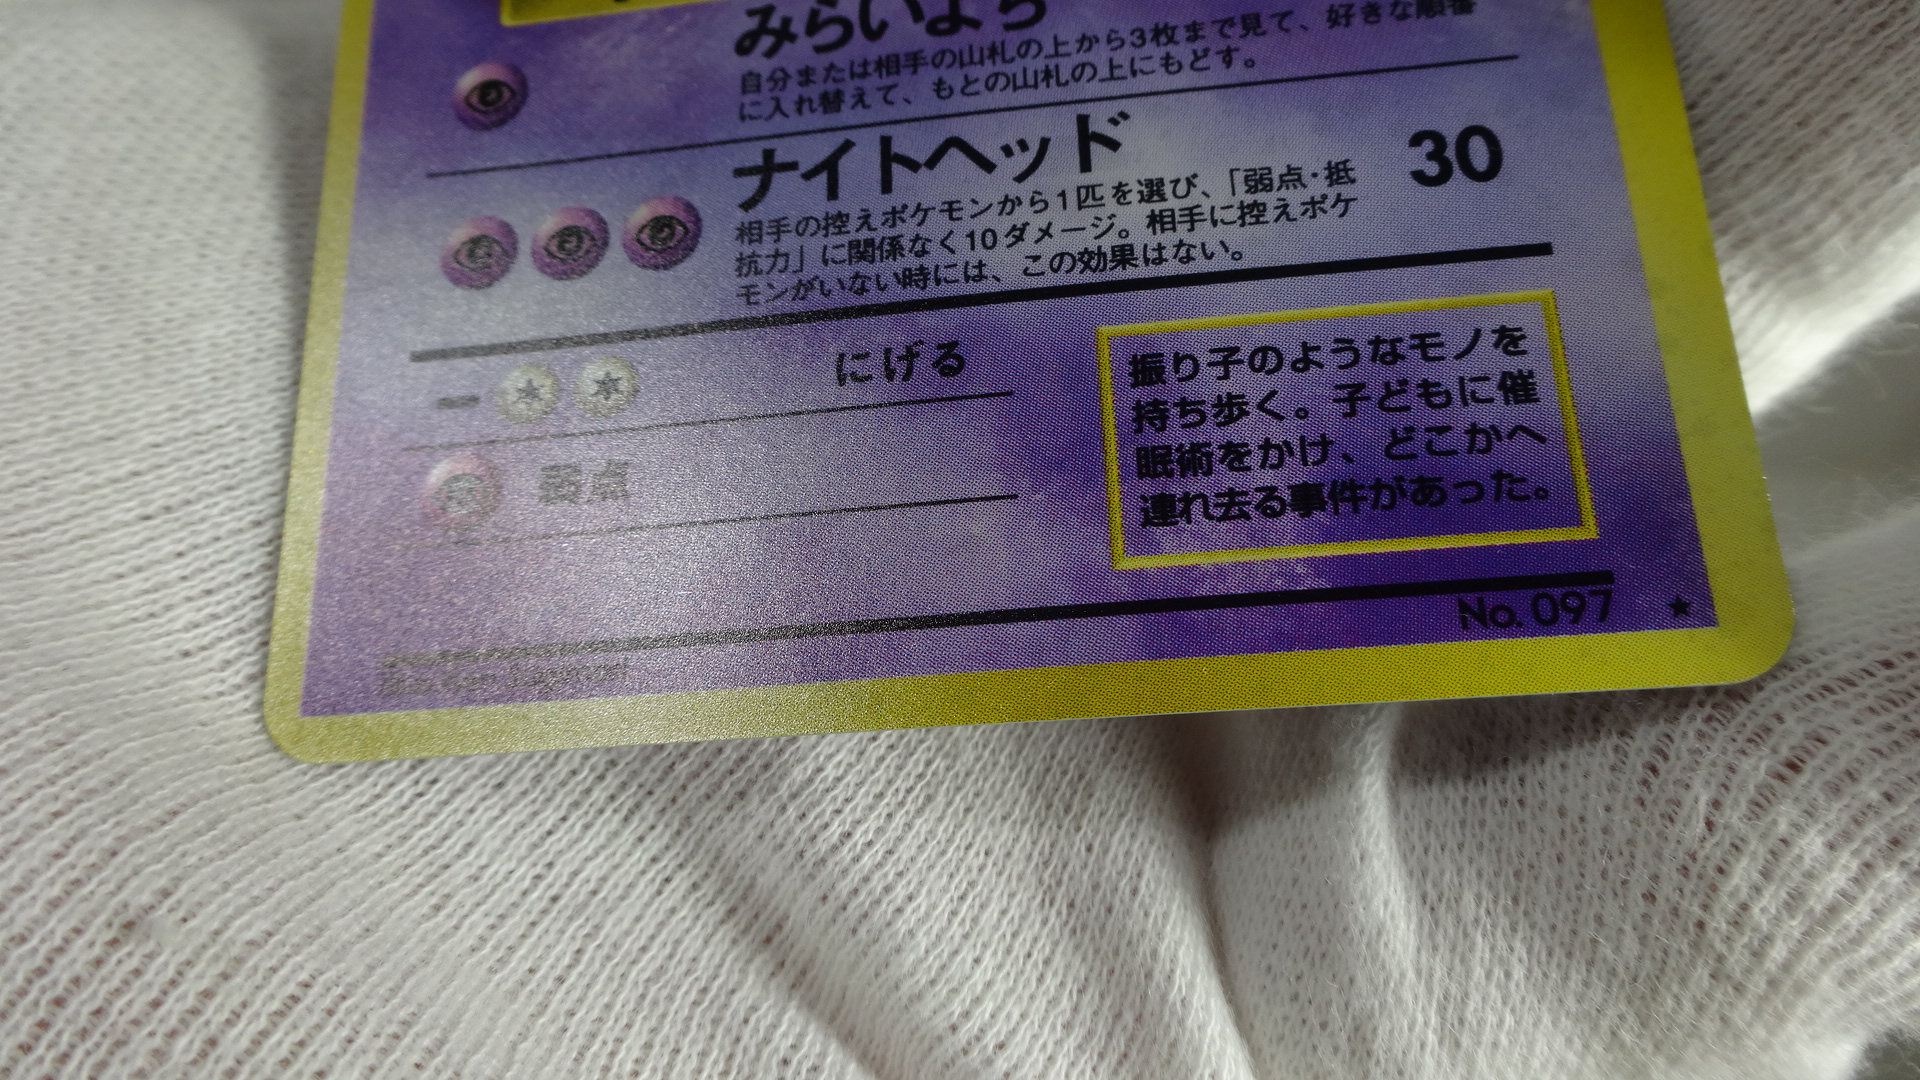 みらいよち
自分または相手の山札の上から3枚まで見て、好きな順番
に入れ替えて、もとの山札の上にもどす。
ナイトヘッド
30
相手の控えポケモンから1匹を選び、「弱点・抵
抗力」に関係なく10ダメージ。相手に控えポケ
モンがいない時には、この効果はない。
にげる
弱点
振り子のようなモノを
持ち歩く。子どもに催
眠術をかけ、どこかへ
連れ去る事件があった。
No. 097 ★